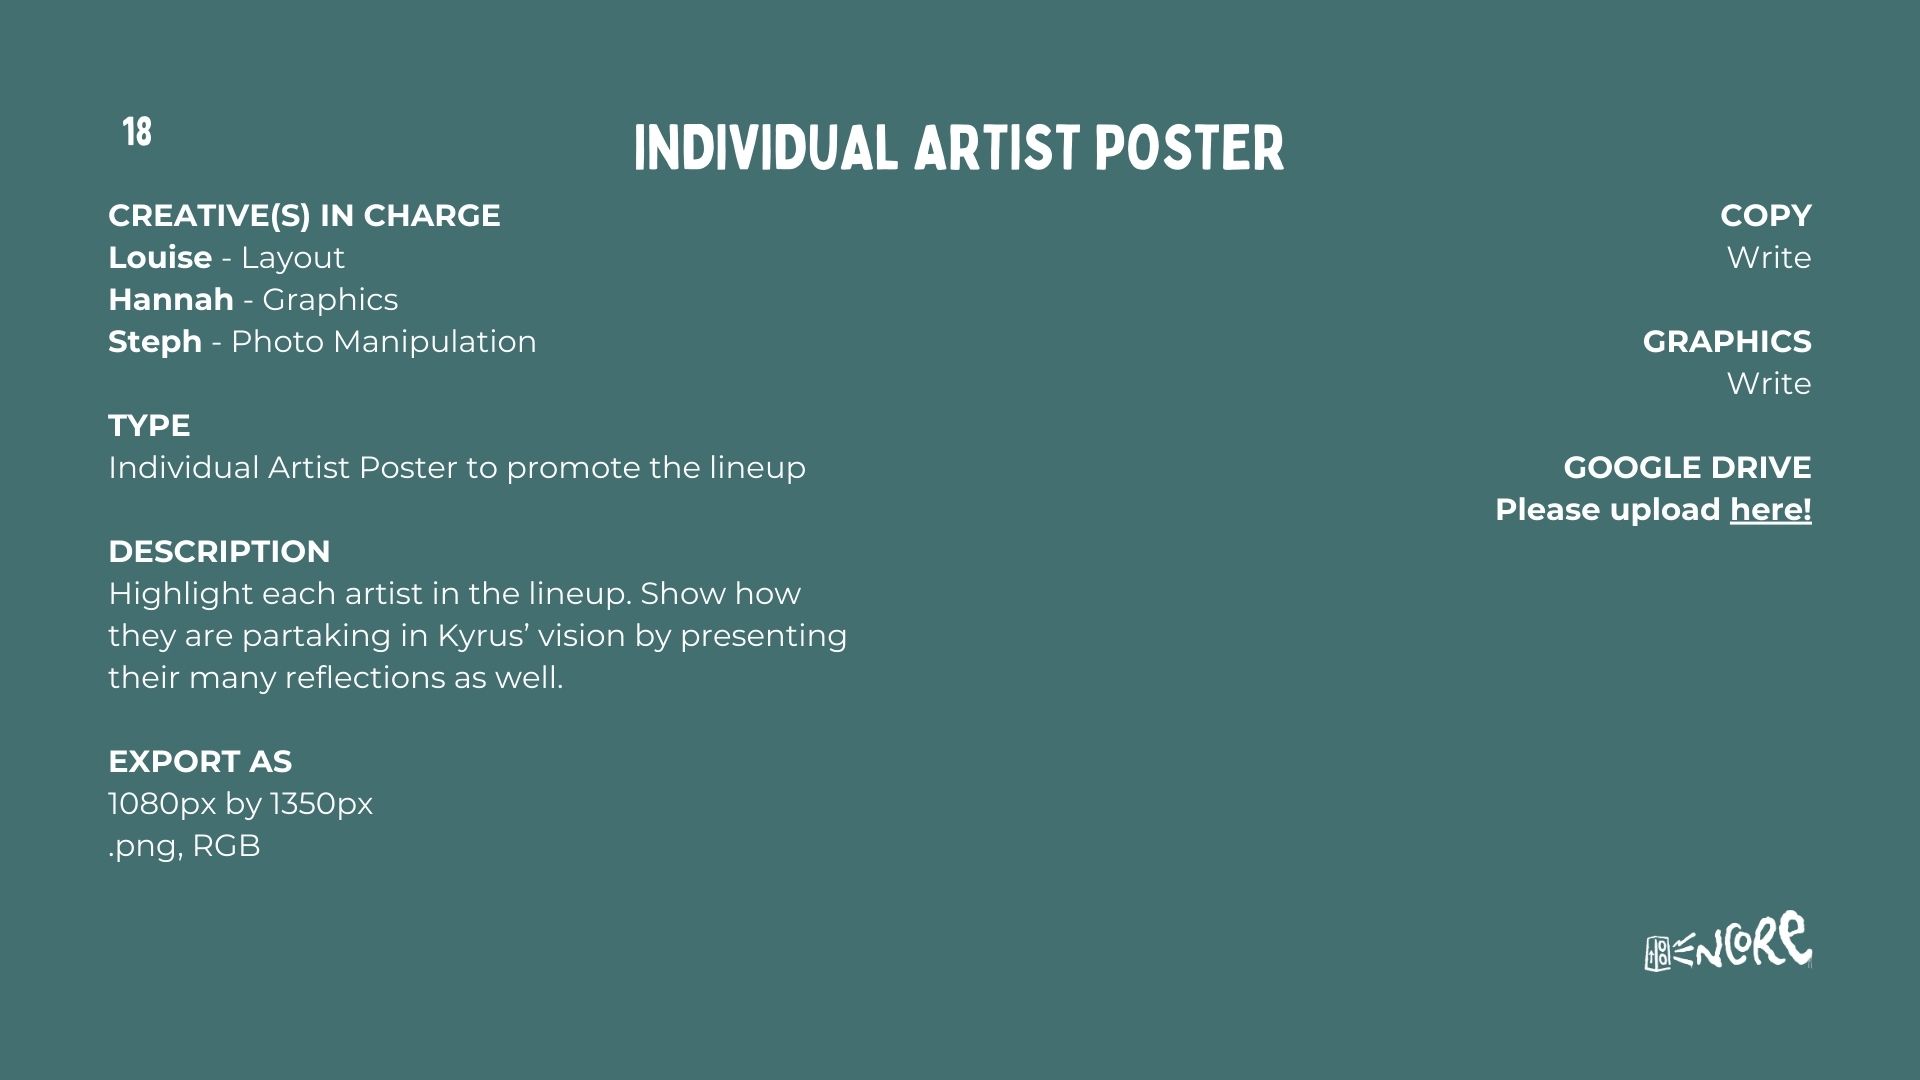 18
INDIVIDUAL ARTIST POSTER
CREATIVE(S) IN CHARGE
Louise - Layout
Hannah - Graphics
Steph - Photo Manipulation
TYPE
Individual Artist Poster to promote the lineup
DESCRIPTION
Highlight each artist in the lineup. Show how
they are partaking in Kyrus’ vision by presenting
their many reflections as well.
EXPORT AS
1080px by 1350px
.png, RGB
COPY
Write
GRAPHICS
Write
GOOGLE DRIVE
Please upload here!
ENCORE